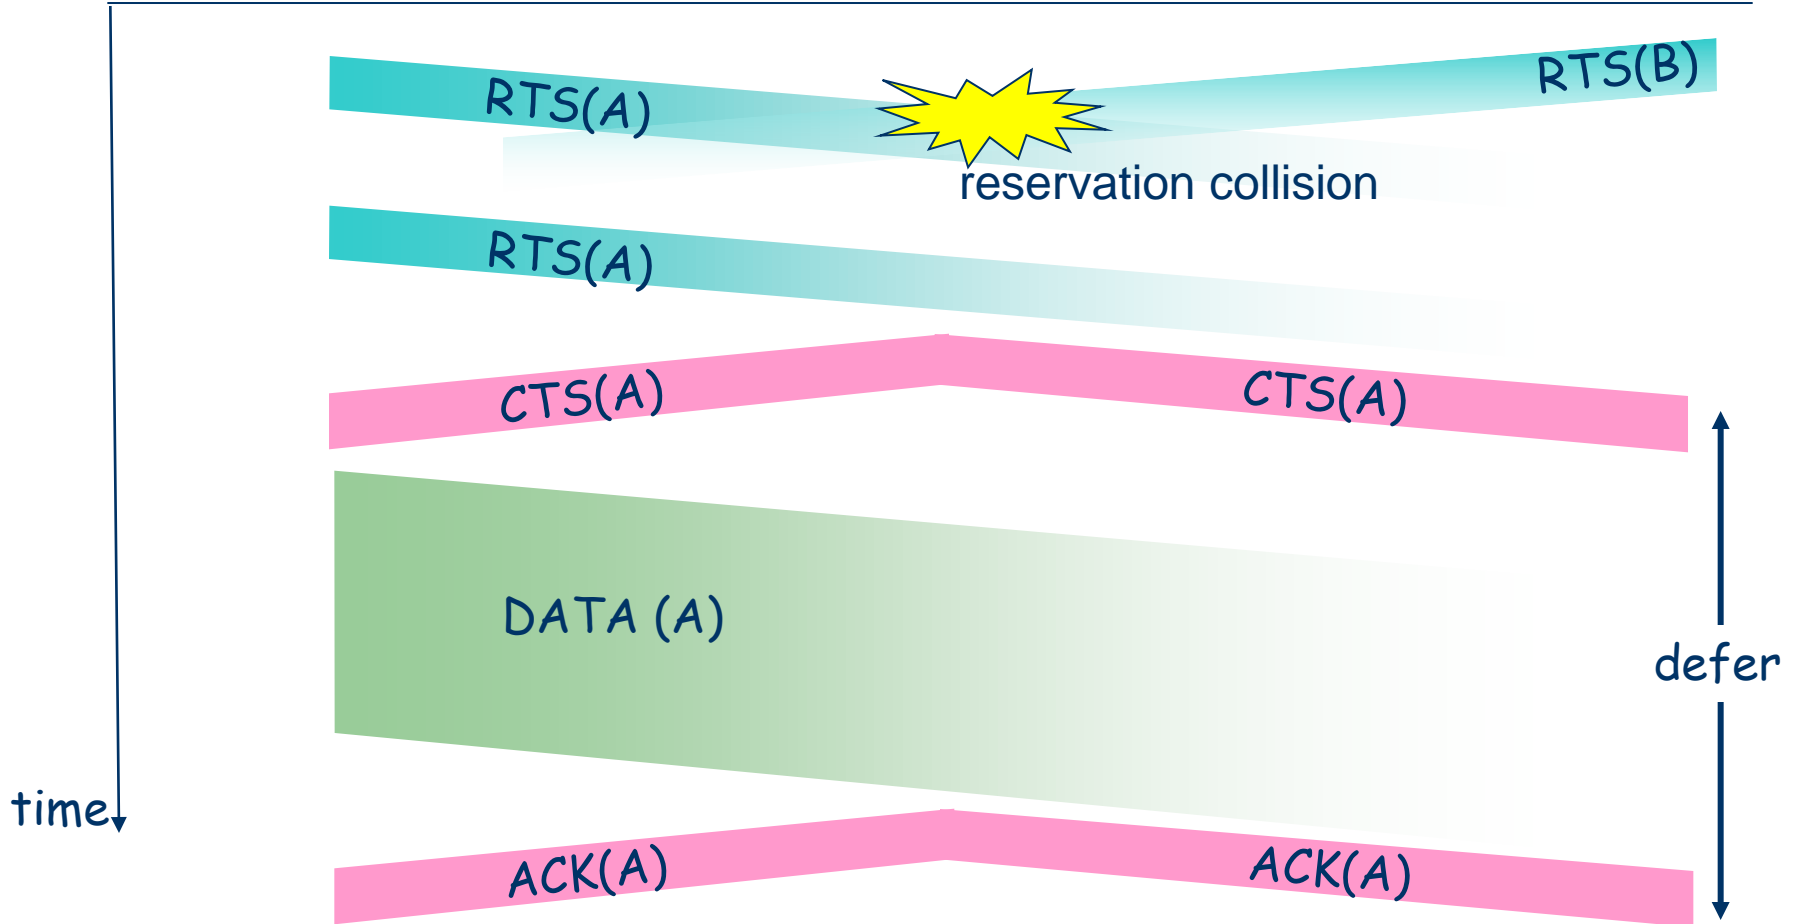 RTS(A)
RTS(B)
reservation collision
RTS(A)
CTS(A)
CTS(A)
DATA (A)
defer
time
ACK(A)
ACK(A)